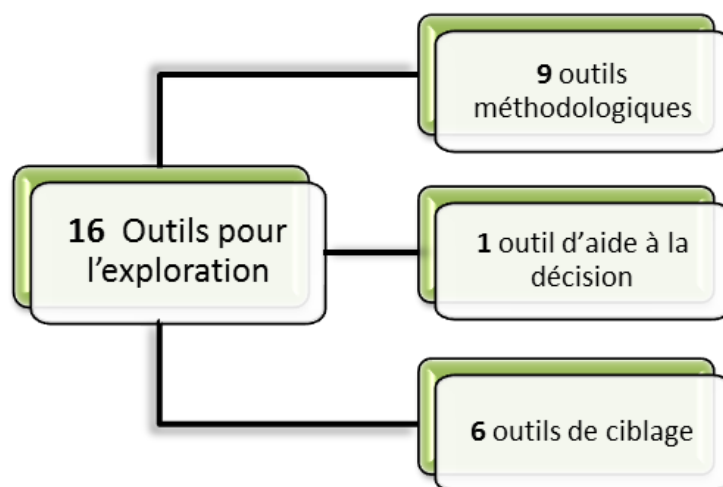 9 outils
méthodologiques
16 Outils pour
l'exploration
1 outil d'aide à la
décision
6 outils de ciblage